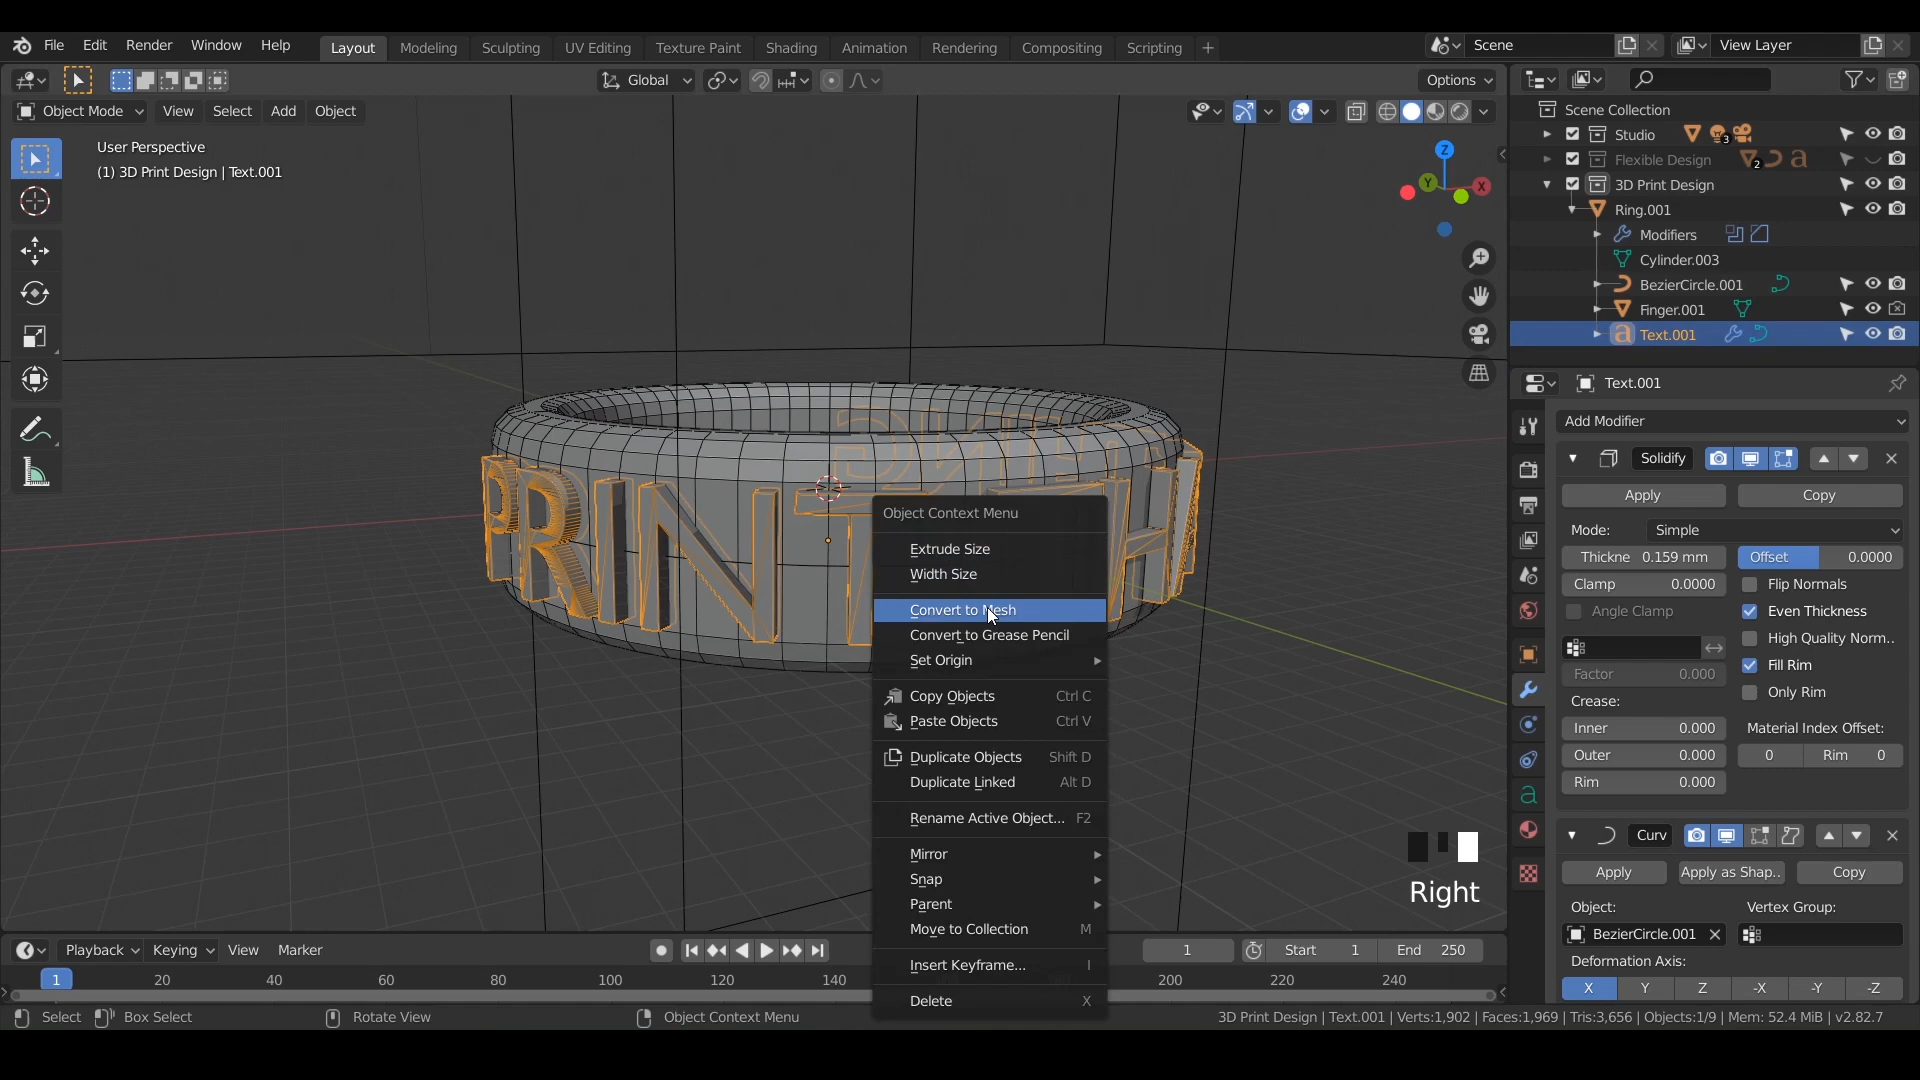 File Edit Render Window Help
Layout Modeling Sculpting UV Editing Texture Paint Shading Animation Rendering Compositing Scripting +
Scene
View Layer
Global
Options
Object Mode View Select Add Object
User Perspective
(1) 3D Print Design | Text.001
Z
Y
X
PRINT
Scene Collection
Studio 3
Flexible Design 2 a
3D Print Design
Ring.001
Modifiers
Cylinder.003
BezierCircle.001
Finger.001
a Text.001
Text.001
Add Modifier
Solidify
Apply Copy
Mode: Simple
Thickne 0.159 mm Offset 0.0000
Clamp 0.0000 Flip Normals
Angle Clamp Even Thickness
High Quality Norm..
Factor 0.000 Fill Rim
Only Rim
Crease:
Inner 0.000 Material Index Offset:
Outer 0.000 0 Rim 0
Rim 0.000
Curv
Apply Apply as Shap.. Copy
Object: Vertex Group:
BezierCircle.001
Deformation Axis:
X Y Z -X -Y -Z
Object Context Menu
Extrude Size
Width Size
Convert to Mesh
Convert to Grease Pencil
Set Origin
Copy Objects Ctrl C
Paste Objects Ctrl V
Duplicate Objects Shift D
Duplicate Linked Alt D
Rename Active Object... F2
Mirror
Snap
Parent
Move to Collection M
Insert Keyframe... I
Delete X
Right
Playback Keying View Marker
1 Start 1 End 250
1 20 40 60 80 100 120 140 200 220 240
Select Box Select Rotate View Object Context Menu
3D Print Design | Text.001 | Verts:1,902 | Faces:1,969 | Tris:3,656 | Objects:1/9 | Mem: 52.4 MiB | v2.82.7